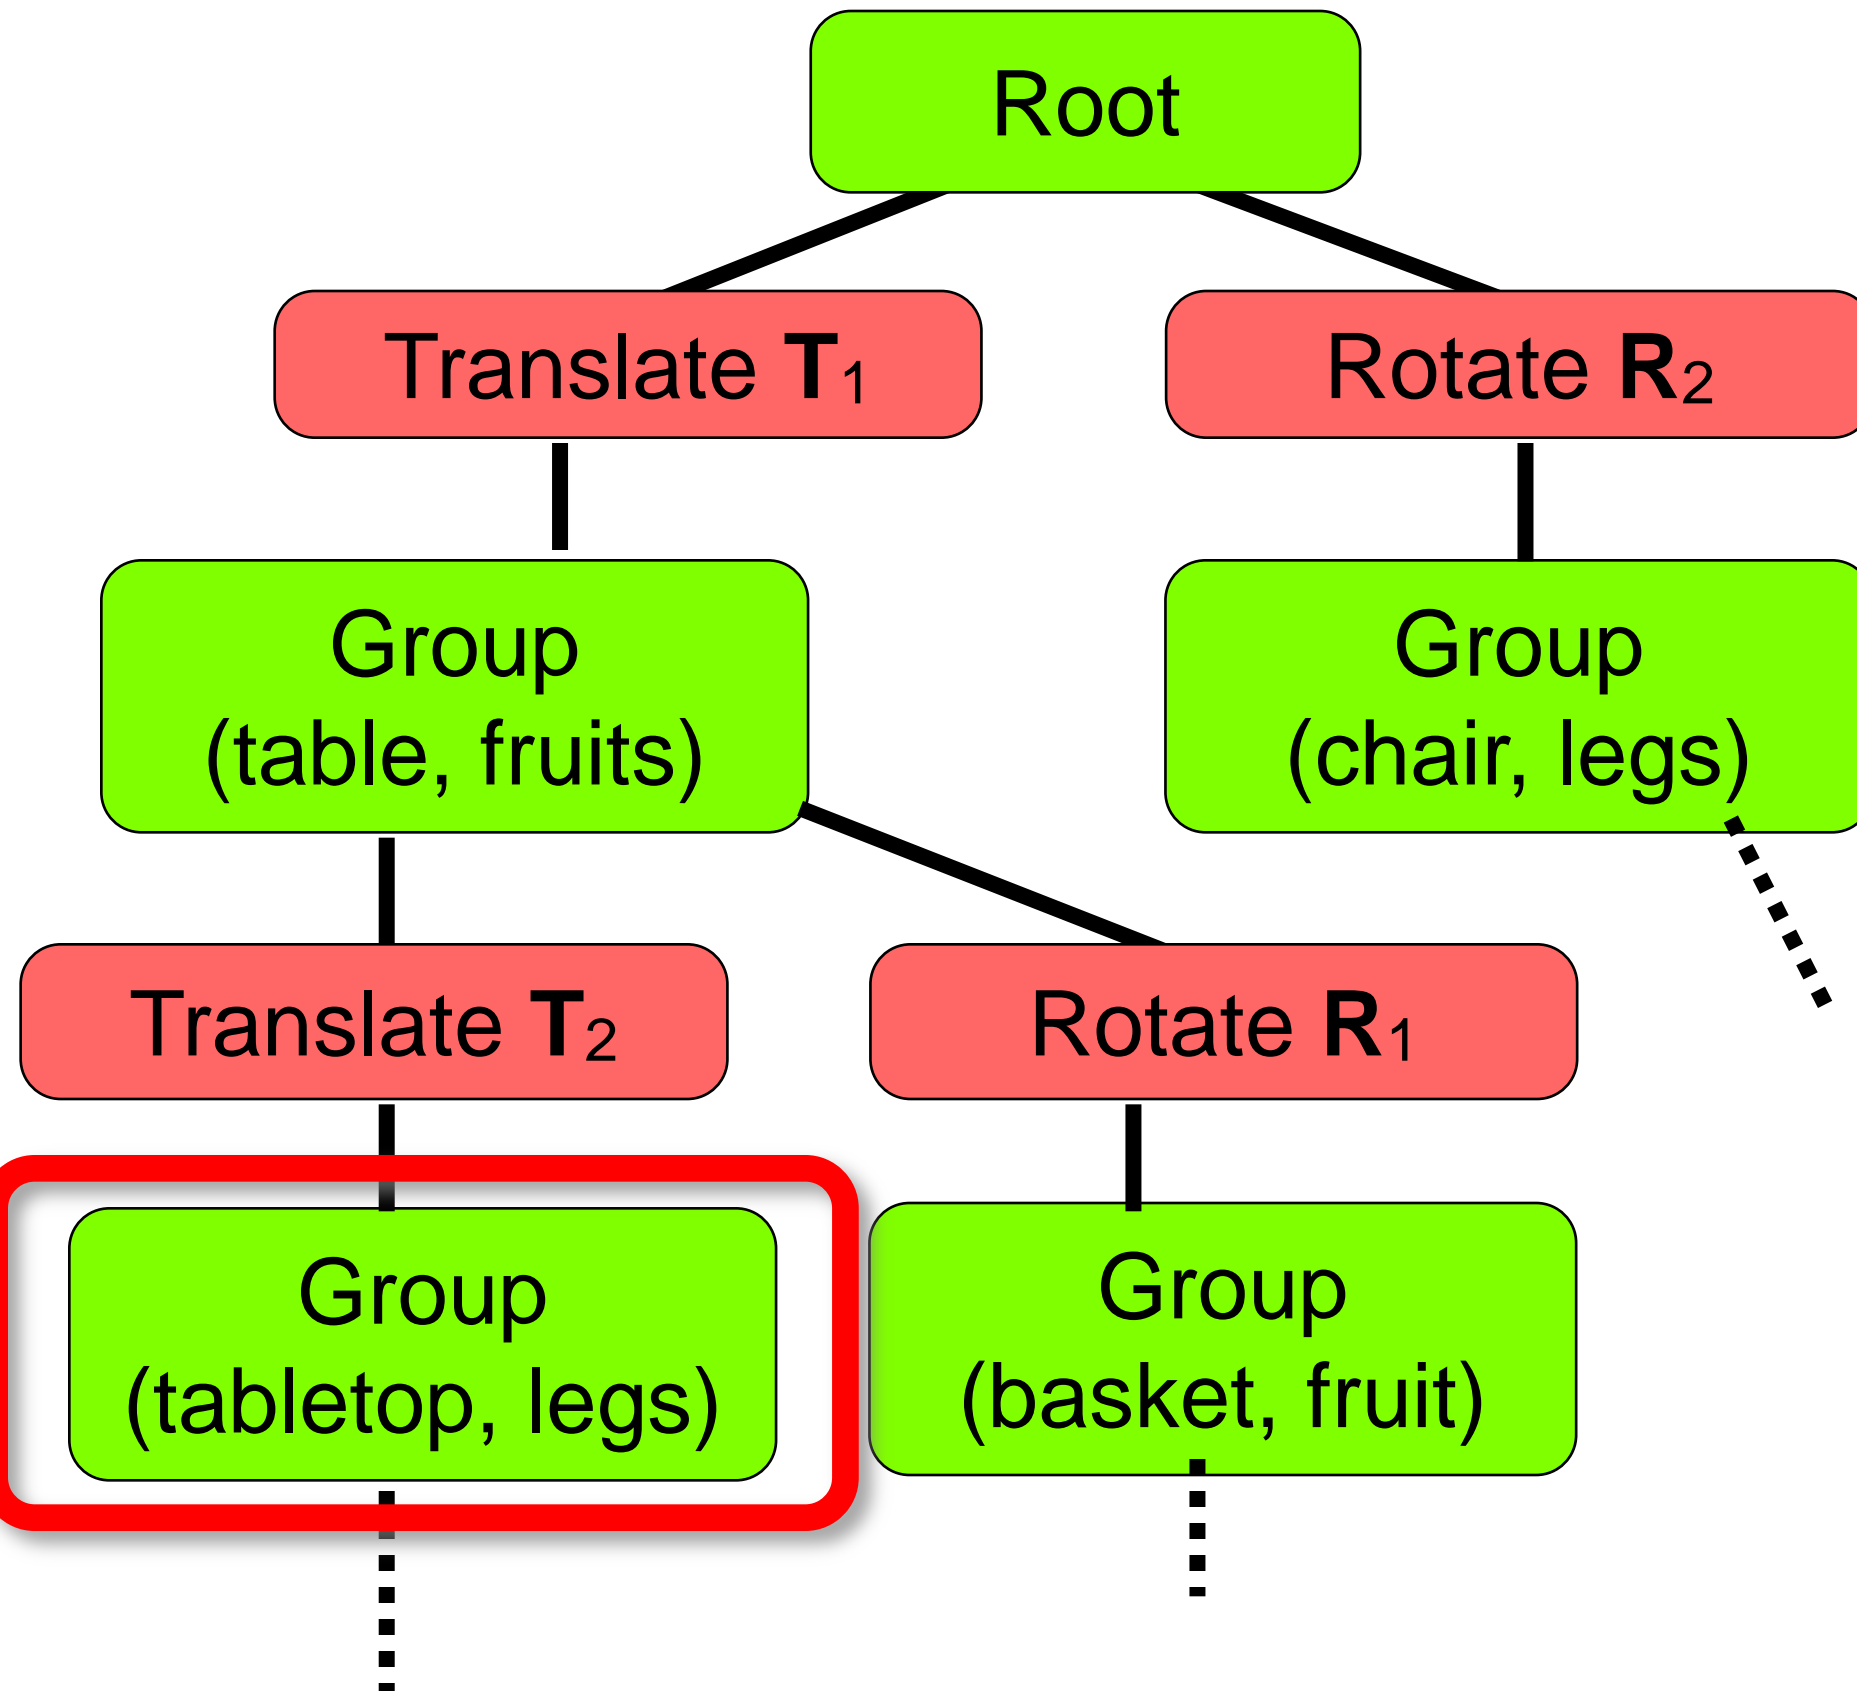 Root
Translate T1
Rotate R2
Group
(table, fruits)
Group
(chair, legs)
Translate T2
Rotate R1
Group
(tabletop, legs)
Group
(basket, fruit)